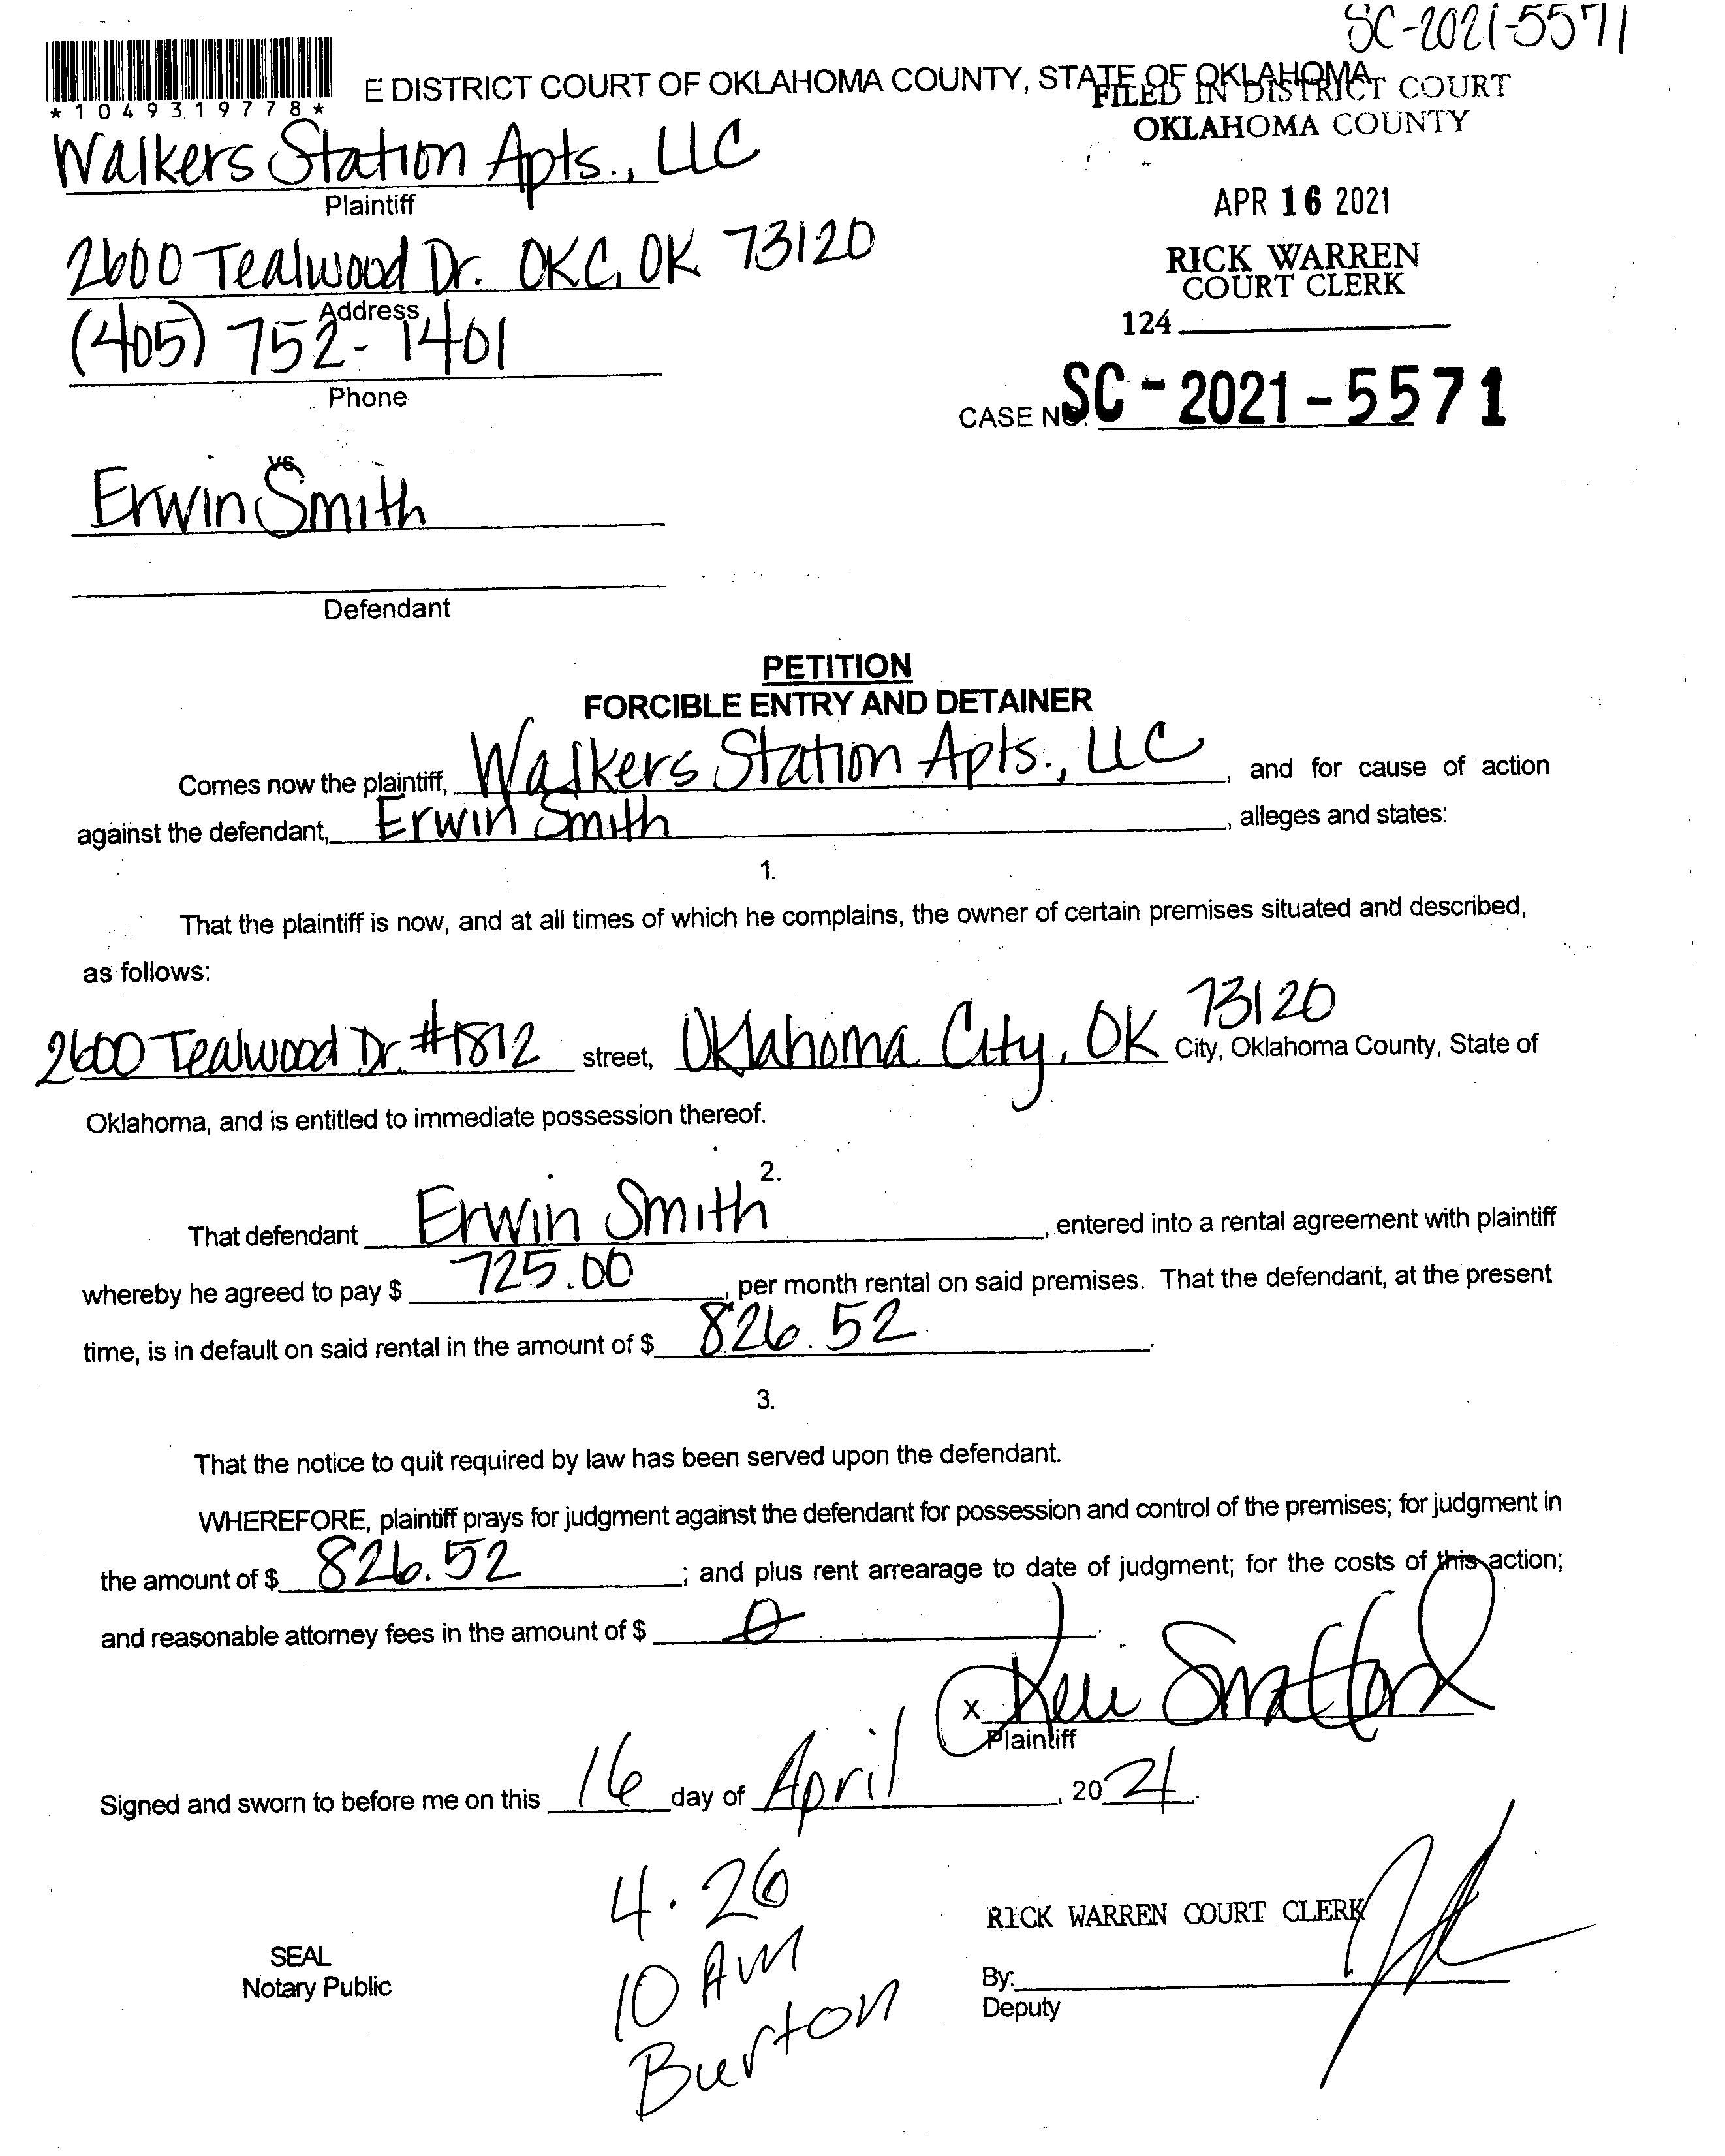 SC-2021-5571
*1049319778*
E DISTRICT COURT OF OKLAHOMA COUNTY, STATE OF OKLAHOMA
FILED IN DISTRICT COURT
OKLAHOMA COUNTY
Walkers Station Apts., LLC
Plaintiff
APR 16 2021
2600 Tealwood Dr. OKC, OK 73120
Address
RICK WARREN
COURT CLERK
(405) 752-1401
124
Phone
CASE NO. SC-2021-5571
vs.
Erwin Smith
Defendant
PETITION
FORCIBLE ENTRY AND DETAINER
Comes now the plaintiff, Walkers Station Apts., LLC, and for cause of action
against the defendant, Erwin Smith, alleges and states:
1.
That the plaintiff is now, and at all times of which he complains, the owner of certain premises situated and described,
as follows:
2600 Tealwood Dr. #1812 street, Oklahoma City, OK 73120 City, Oklahoma County, State of
Oklahoma, and is entitled to immediate possession thereof.
2.
That defendant Erwin Smith, entered into a rental agreement with plaintiff
whereby he agreed to pay $ 725.00, per month rental on said premises. That the defendant, at the present
time, is in default on said rental in the amount of $ 826.52.
3.
That the notice to quit required by law has been served upon the defendant.
WHEREFORE, plaintiff prays for judgment against the defendant for possession and control of the premises; for judgment in
the amount of $ 826.52; and plus rent arrearage to date of judgment; for the costs of this action;
and reasonable attorney fees in the amount of $ 0.
x
Plaintiff
Signed and sworn to before me on this 16 day of April, 2021.
4.26
10 AM
Burton
RICK WARREN COURT CLERK
SEAL
Notary Public
By:
Deputy